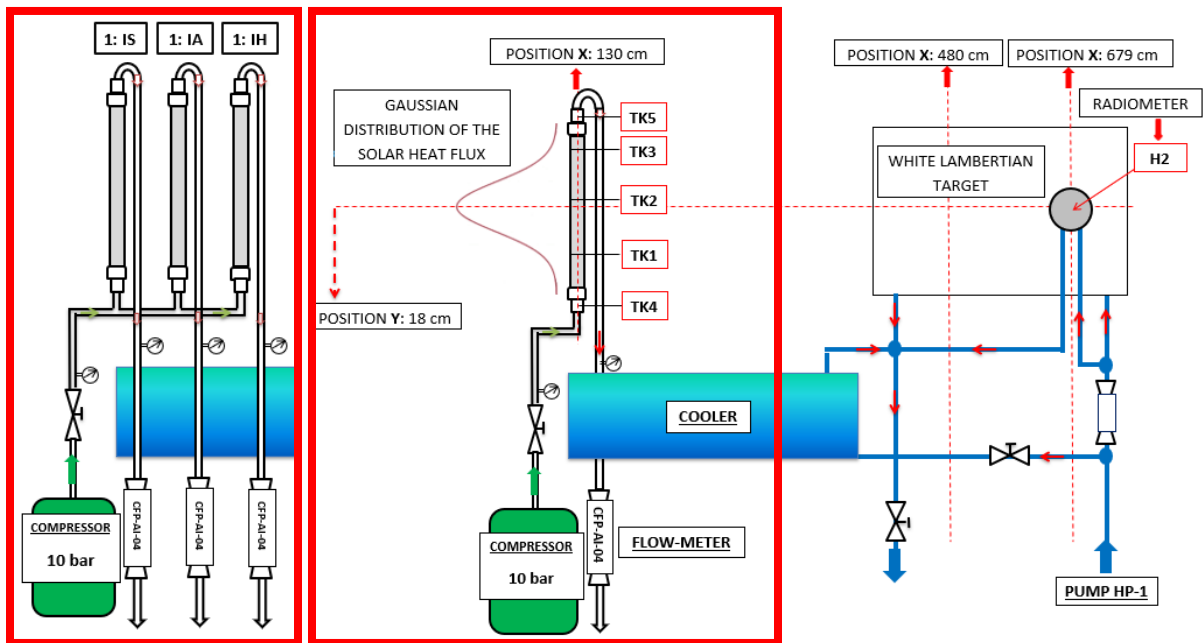 1: IS
1: IA
1: IH
COMPRESSOR
10 bar
CFP-AI-04
CFP-AI-04
CFP-AI-04
POSITION X: 130 cm
GAUSSIAN
DISTRIBUTION OF THE
SOLAR HEAT FLUX
TK5
TK3
TK2
TK1
TK4
POSITION Y: 18 cm
COOLER
COMPRESSOR
10 bar
CFP-AI-04
FLOW-METER
POSITION X: 480 cm
POSITION X: 679 cm
RADIOMETER
H2
WHITE LAMBERTIAN
TARGET
PUMP HP-1